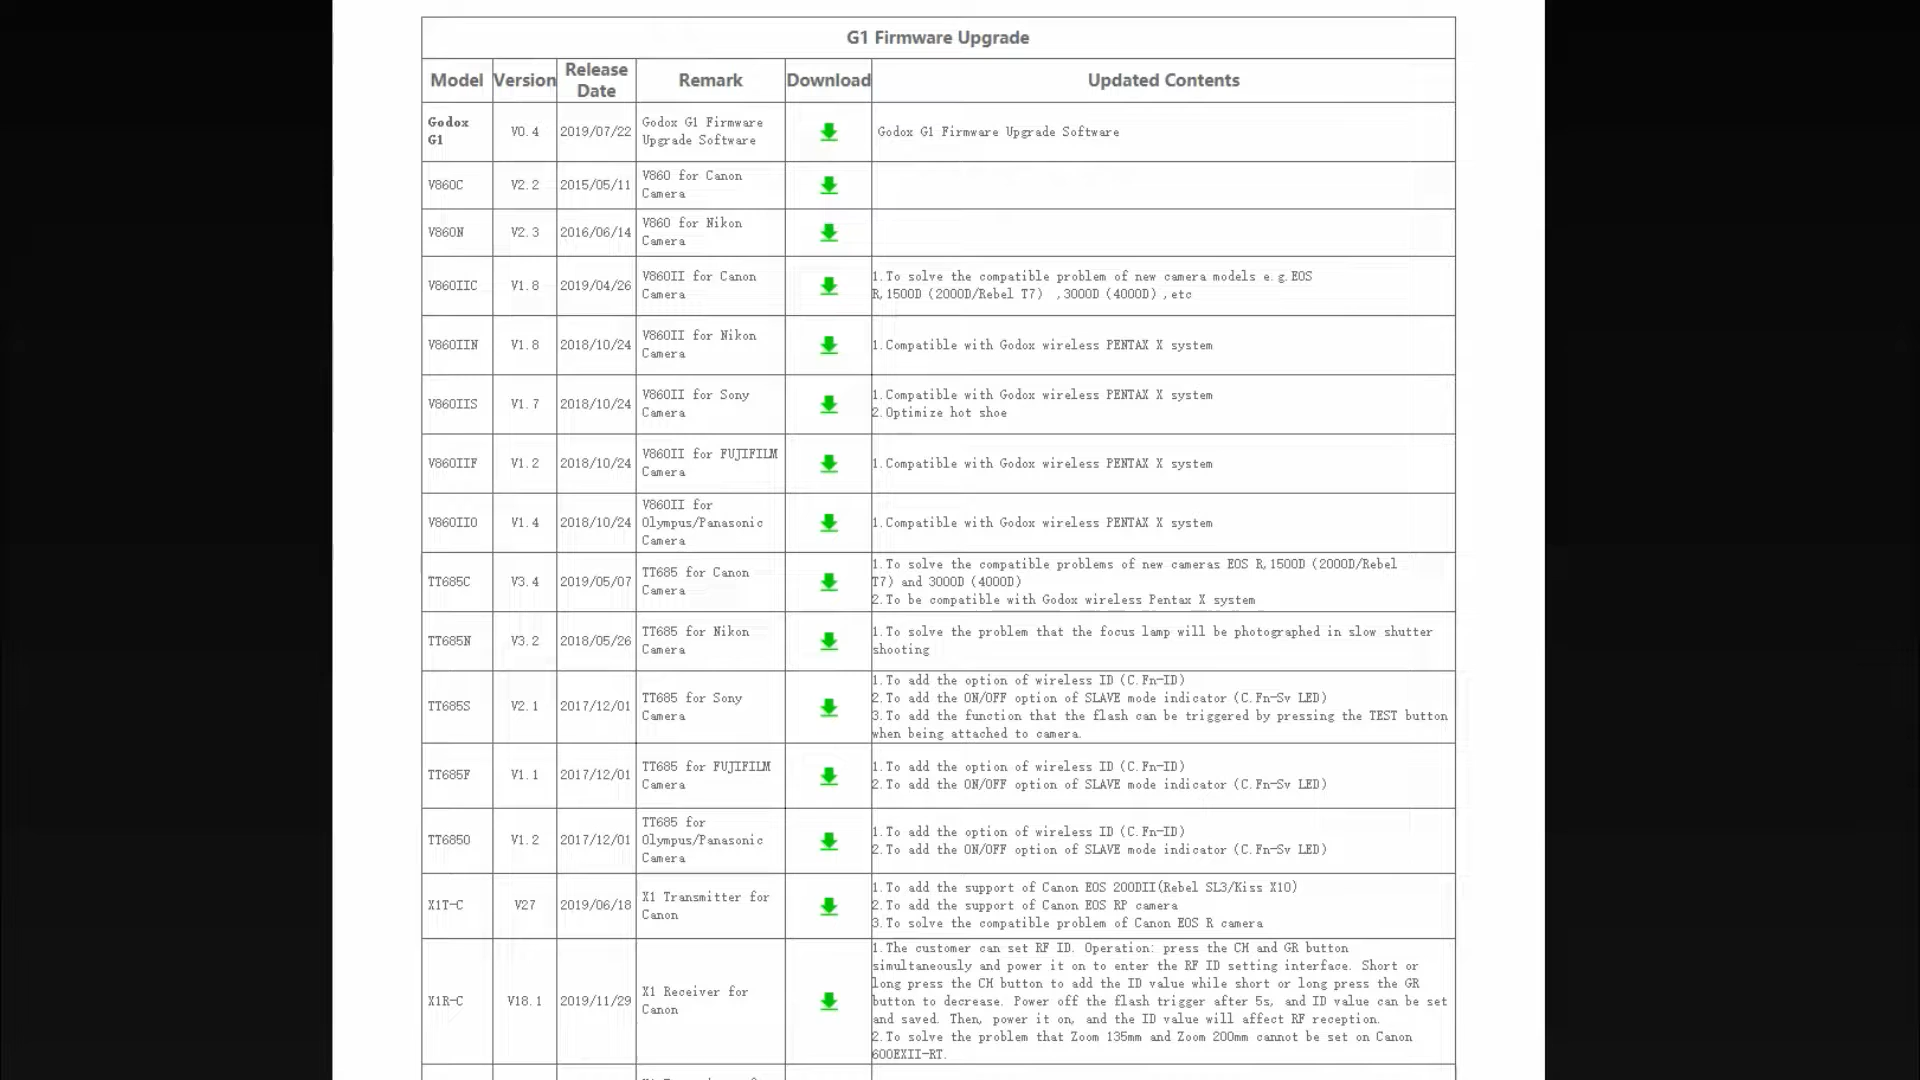 G1 Firmware Upgrade
Model Version Release Date Remark Download Updated Contents
Godox G1 V0.4 2019/07/22 Godox G1 Firmware Upgrade Software Godox G1 Firmware Upgrade Software
V860C V2.2 2015/05/11 V860 for Canon Camera
V860N V2.3 2016/06/14 V860 for Nikon Camera
V860IIC V1.8 2019/04/26 V860II for Canon Camera 1.To solve the compatible problem of new camera models e.g.EOS
R,1500D (2000D/Rebel T7) ,3000D (4000D) ,etc
V860IIN V1.8 2018/10/24 V860II for Nikon Camera 1.Compatible with Godox wireless PENTAX X system
V860IIS V1.7 2018/10/24 V860II for Sony Camera 1.Compatible with Godox wireless PENTAX X system
2.Optimize hot shoe
V860IIF V1.2 2018/10/24 V860II for FUJIFILM Camera 1.Compatible with Godox wireless PENTAX X system
V860IIO V1.4 2018/10/24 V860II for Olympus/Panasonic Camera 1.Compatible with Godox wireless PENTAX X system
TT685C V3.4 2019/05/07 TT685 for Canon Camera 1.To solve the compatible problems of new cameras EOS R,1500D (2000D/Rebel
T7) and 3000D (4000D)
2.To be compatible with Godox wireless Pentax X system
TT685N V3.2 2018/05/26 TT685 for Nikon Camera 1.To solve the problem that the focus lamp will be photographed in slow shutter
shooting
TT685S V2.1 2017/12/01 TT685 for Sony Camera 1.To add the option of wireless ID (C.Fn-ID)
2.To add the ON/OFF option of SLAVE mode indicator (C.Fn-Sv LED)
3.To add the function that the flash can be triggered by pressing the TEST button
when being attached to camera.
TT685F V1.1 2017/12/01 TT685 for FUJIFILM Camera 1.To add the option of wireless ID (C.Fn-ID)
2.To add the ON/OFF option of SLAVE mode indicator (C.Fn-Sv LED)
TT685O V1.2 2017/12/01 TT685 for Olympus/Panasonic Camera 1.To add the option of wireless ID (C.Fn-ID)
2.To add the ON/OFF option of SLAVE mode indicator (C.Fn-Sv LED)
X1T-C V27 2019/06/18 X1 Transmitter for Canon 1.To add the support of Canon EOS 200DII(Rebel SL3/Kiss X10)
2.To add the support of Canon EOS RP camera
3.To solve the compatible problem of Canon EOS R camera
X1R-C V18.1 2019/11/29 X1 Receiver for Canon 1.The customer can set RF ID. Operation: press the CH and GR button
simultaneously and power it on to enter the RF ID setting interface. Short or
long press the CH button to add the ID value while short or long press the GR
button to decrease. Power off the flash trigger after 5s, and ID value can be set
and saved. Then, power it on, and the ID value will affect RF reception.
2.To solve the problem that Zoom 135mm and Zoom 200mm cannot be set on Canon
600EXII-RT.